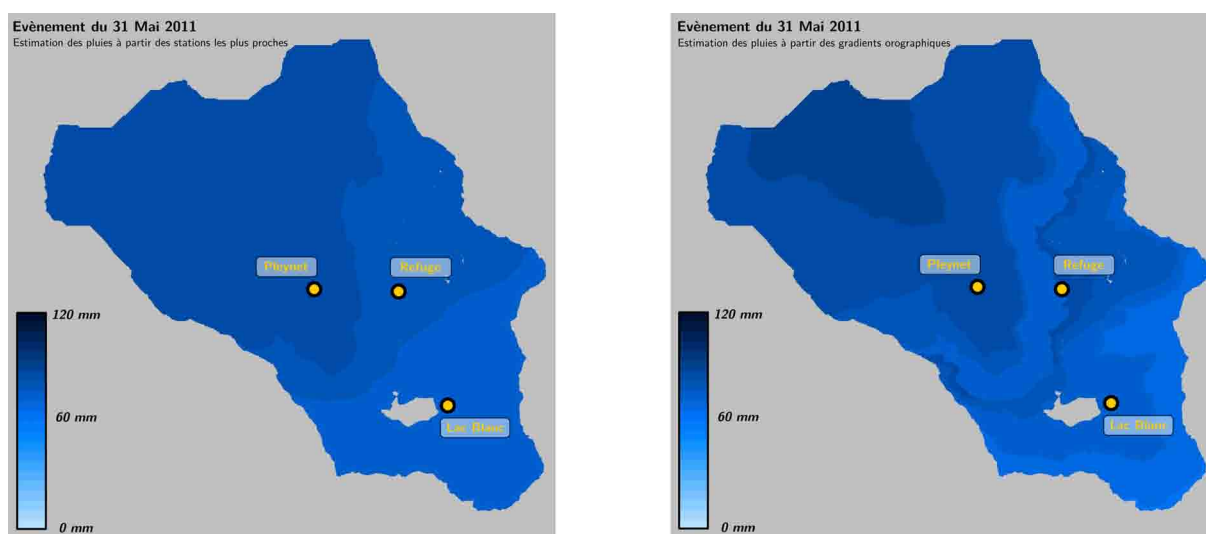 Evènement du 31 Mai 2011
Estimation des pluies à partir des stations les plus proches
Pleynet
Refuge
120 mm
60 mm
Lac Blanc
0 mm
Evènement du 31 Mai 2011
Estimation des pluies à partir des gradients orographiques
Pleynet
Refuge
120 mm
60 mm
Lac Blanc
0 mm